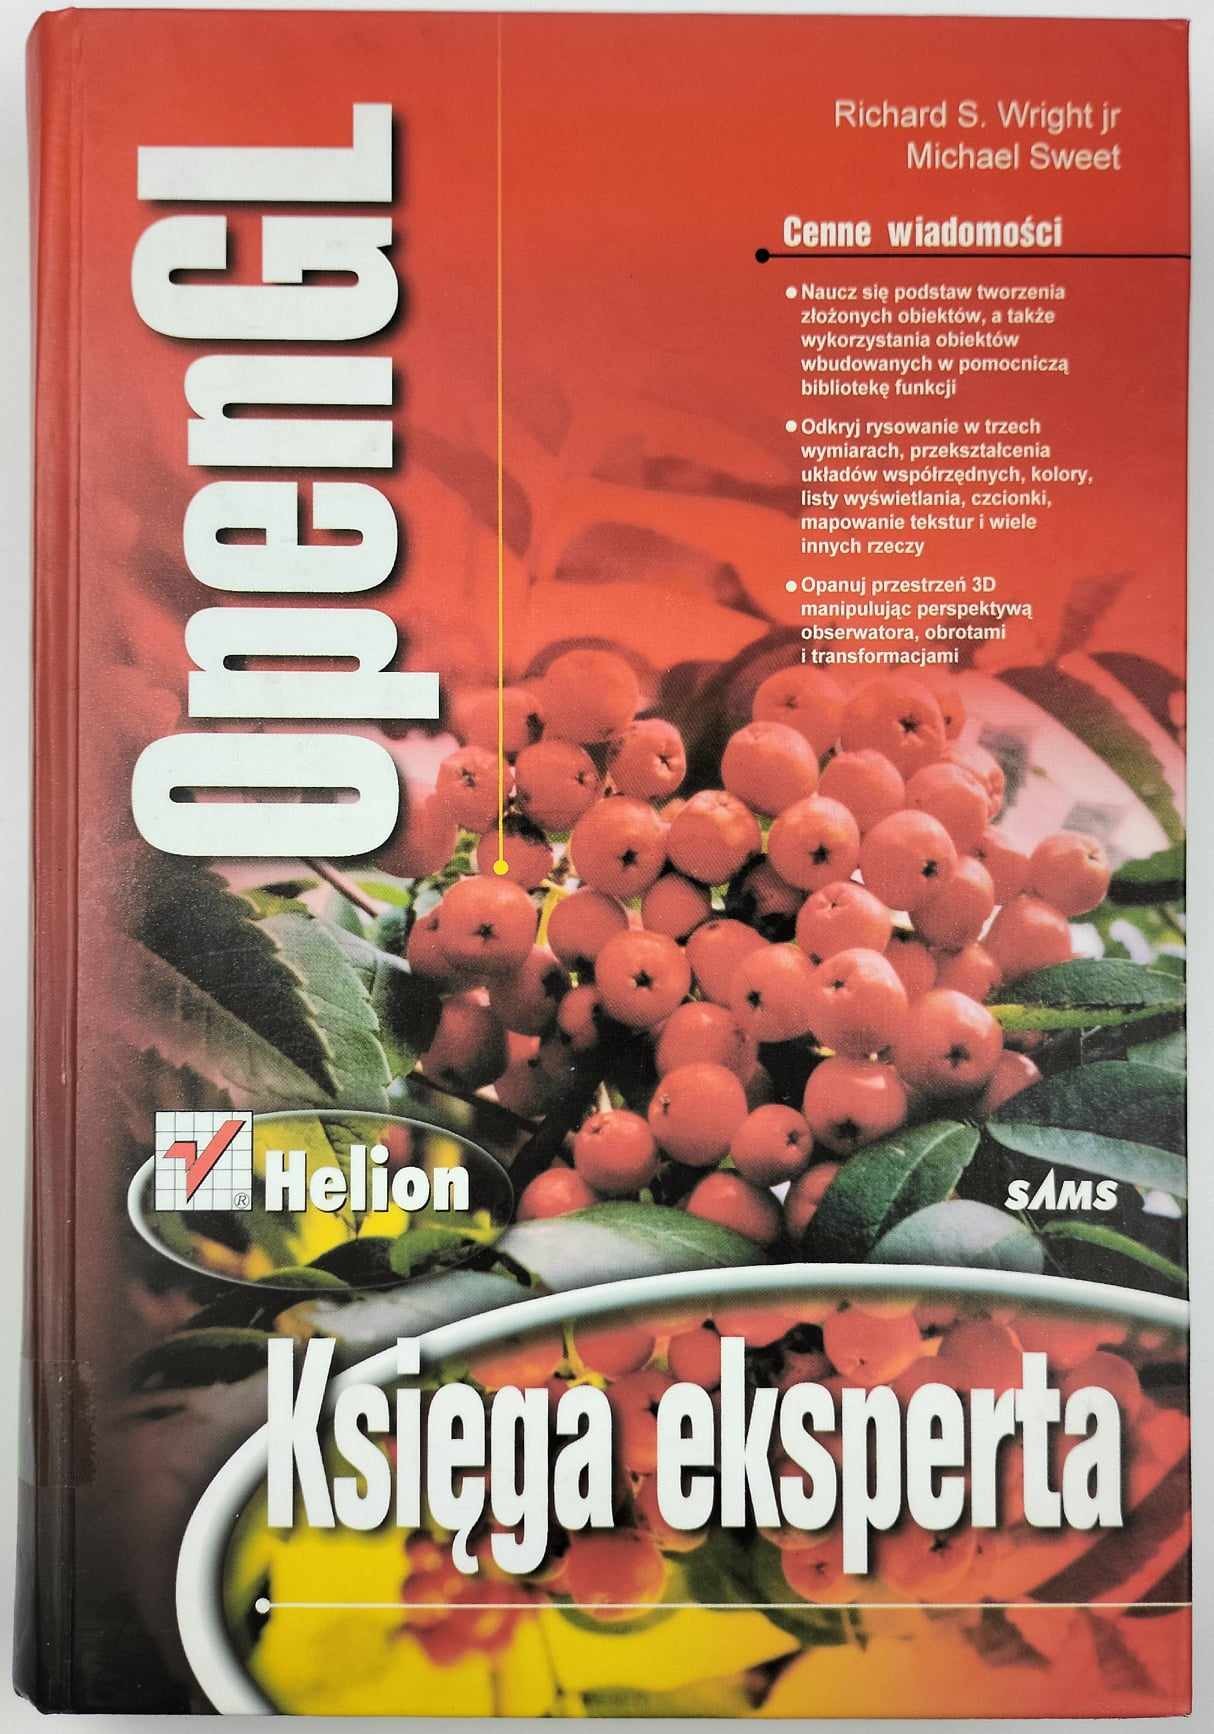 OpenGL
Richard S. Wright jr
Michael Sweet
Cenne wiadomości
• Naucz się podstaw tworzenia
złożonych obiektów, a także
wykorzystania obiektów
wbudowanych w pomocniczą
bibliotekę funkcji
• Odkryj rysowanie w trzech
wymiarach, przekształcenia
układów współrzędnych, kolory,
listy wyświetlania, czcionki,
mapowanie tekstur i wiele
innych rzeczy
• Opanuj przestrzeń 3D
manipulując perspektywą
obserwatora, obrotami
i transformacjami
® Helion
SAMS
Księga eksperta